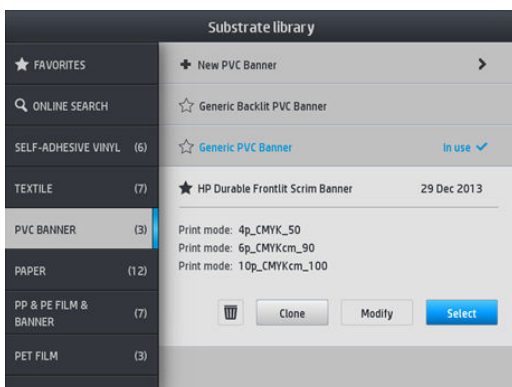 Substrate library
FAVORITES
ONLINE SEARCH
SELF-ADHESIVE VINYL (6)
TEXTILE (7)
PVC BANNER (3)
PAPER (12)
PP & PE FILM &
BANNER (7)
PET FILM (3)
New PVC Banner
Generic Backlit PVC Banner
Generic PVC Banner In use
HP Durable Frontlit Scrim Banner 29 Dec 2013
Print mode: 4p_CMYK_50
Print mode: 6p_CMYKcm_90
Print mode: 10p_CMYKcm_100
Clone Modify Select